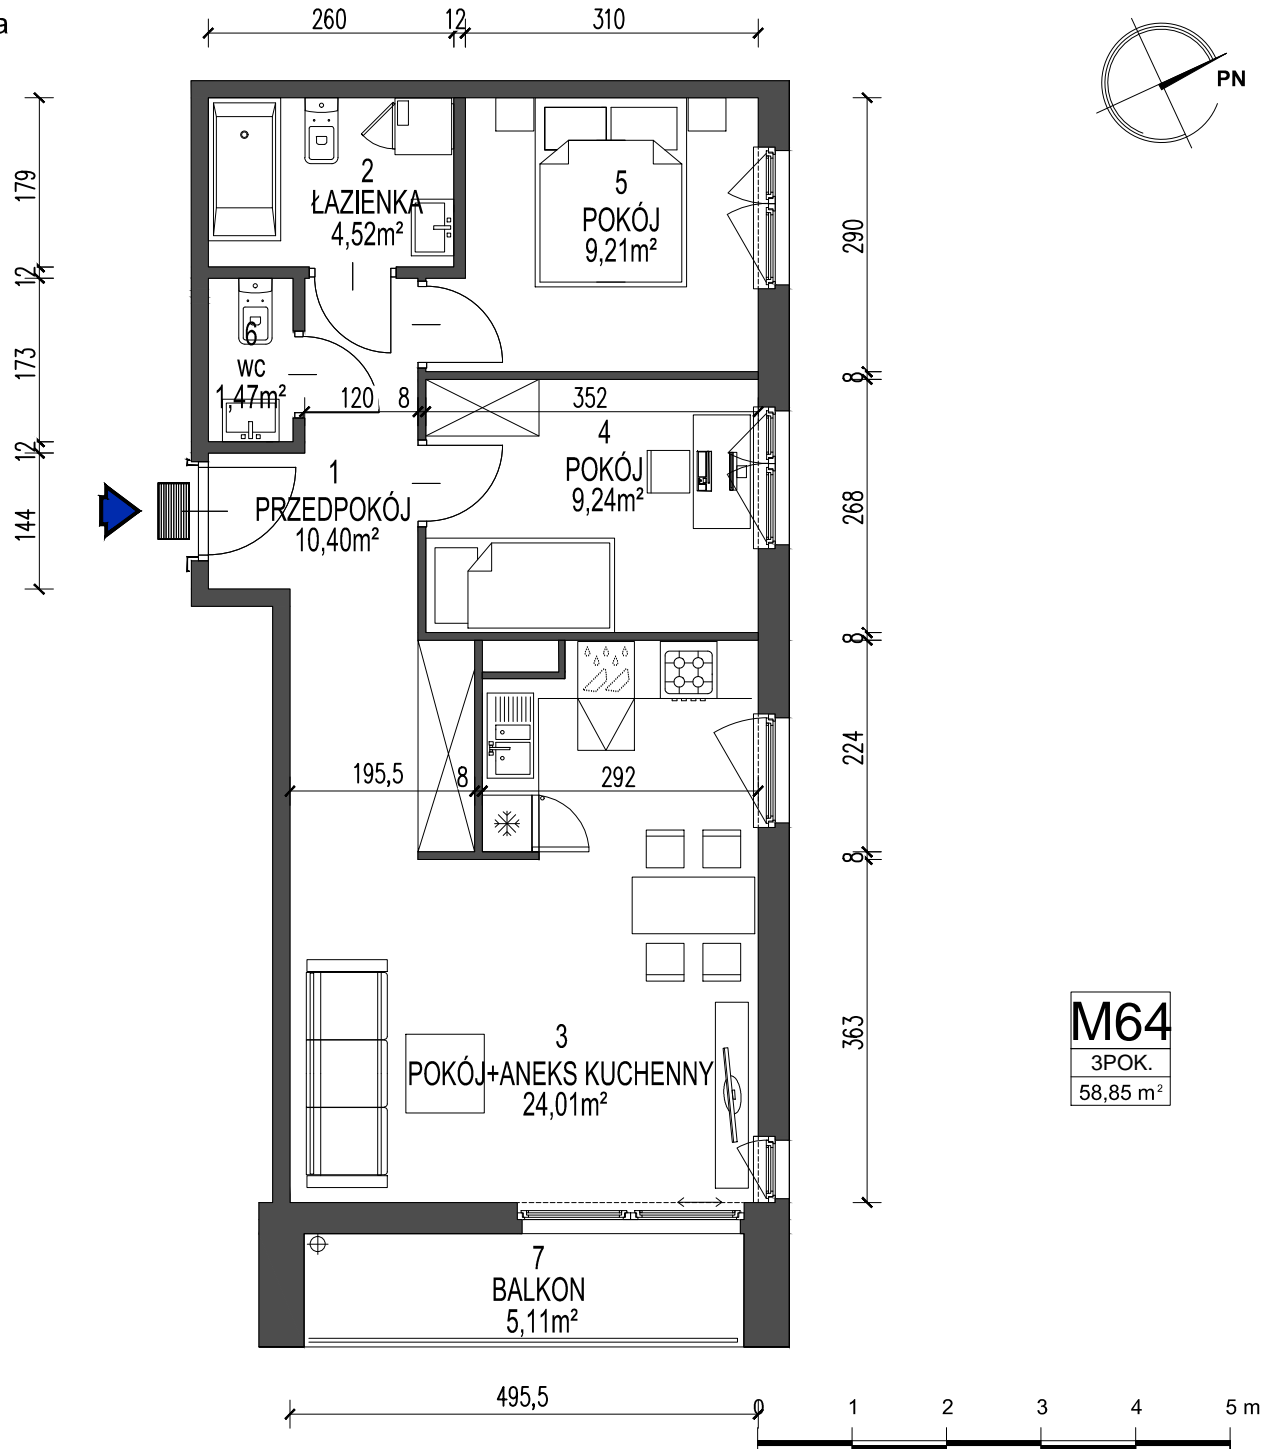 a
260
12
310
PN
179
12
173
12
144
2
ŁAZIENKA
4,52m²
5
POKÓJ
9,21m²
290
6
wc
1,47m²
120
8
352
8
4
POKÓJ
9,24m²
268
1
PRZEDPOKÓJ
10,40m²
8
195,5
8
292
224
8
3
POKÓJ+ANEKS KUCHENNY
24,01m²
363
M64
3POK.
58,85 m²
7
BALKON
5,11m²
495,5
0 1 2 3 4 5 m